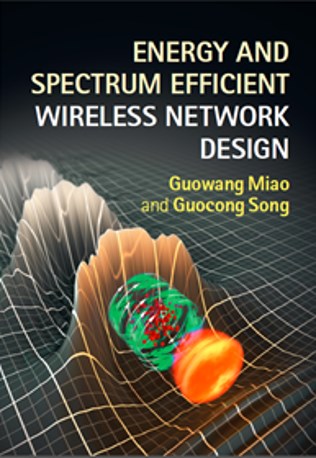 ENERGY AND
SPECTRUM EFFICIENT
WIRELESS NETWORK
DESIGN
Guowang Miao
and Guocong Song